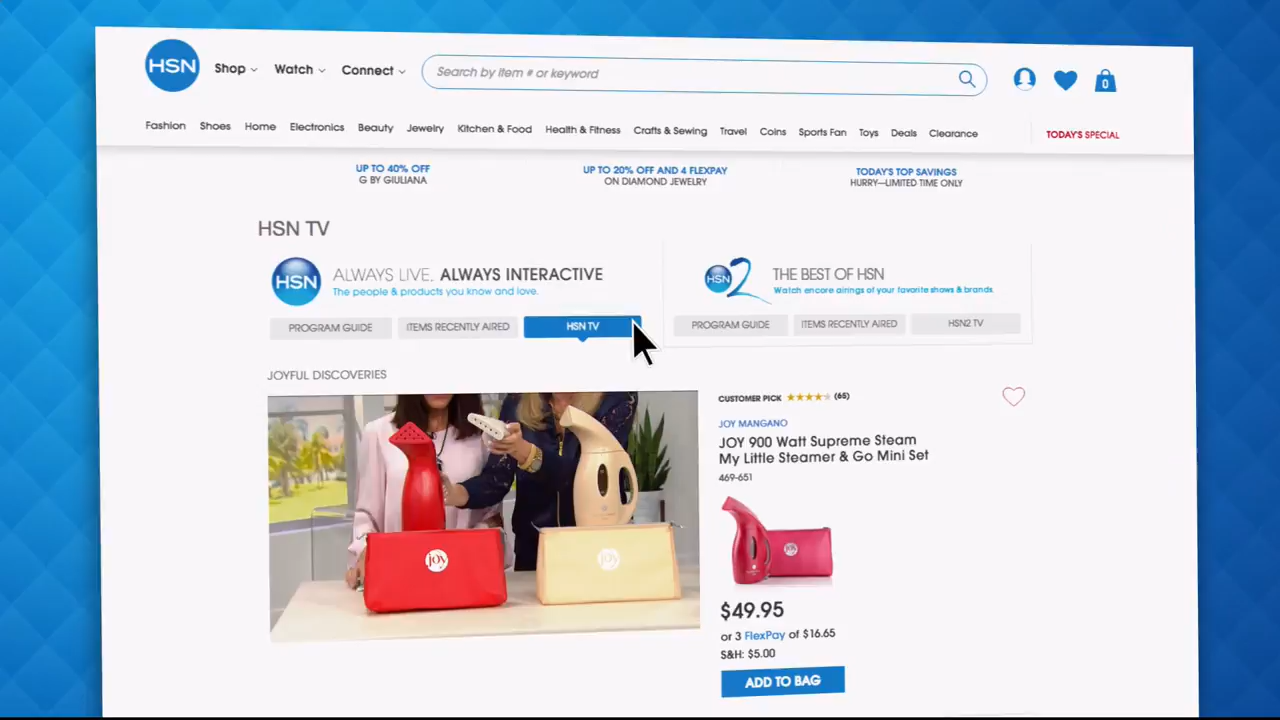 HSN
Shop
Watch
Connect
Search by item # or keyword
0
Fashion
Shoes
Home
Electronics
Beauty
Jewelry
Kitchen & Food
Health & Fitness
Crafts & Sewing
Travel
Coins
Sports Fan
Toys
Deals
Clearance
TODAY'S SPECIAL
UP TO 40% OFF
G BY GIULIANA
UP TO 20% OFF AND 4 FLEXPAY
ON DIAMOND JEWELRY
TODAY'S TOP SAVINGS
HURRY—LIMITED TIME ONLY
HSN TV
HSN
ALWAYS LIVE. ALWAYS INTERACTIVE
The people & products you know and love.
PROGRAM GUIDE
ITEMS RECENTLY AIRED
HSN TV
HSN2
THE BEST OF HSN
Watch encore airings of your favorite shows & brands
PROGRAM GUIDE
ITEMS RECENTLY AIRED
HSN2 TV
JOYFUL DISCOVERIES
joy
joy
CUSTOMER PICK
(65)
JOY MANGANO
JOY 900 Watt Supreme Steam
My Little Steamer & Go Mini Set
469-651
joy
$49.95
or 3 FlexPay of $16.65
S&H: $5.00
ADD TO BAG